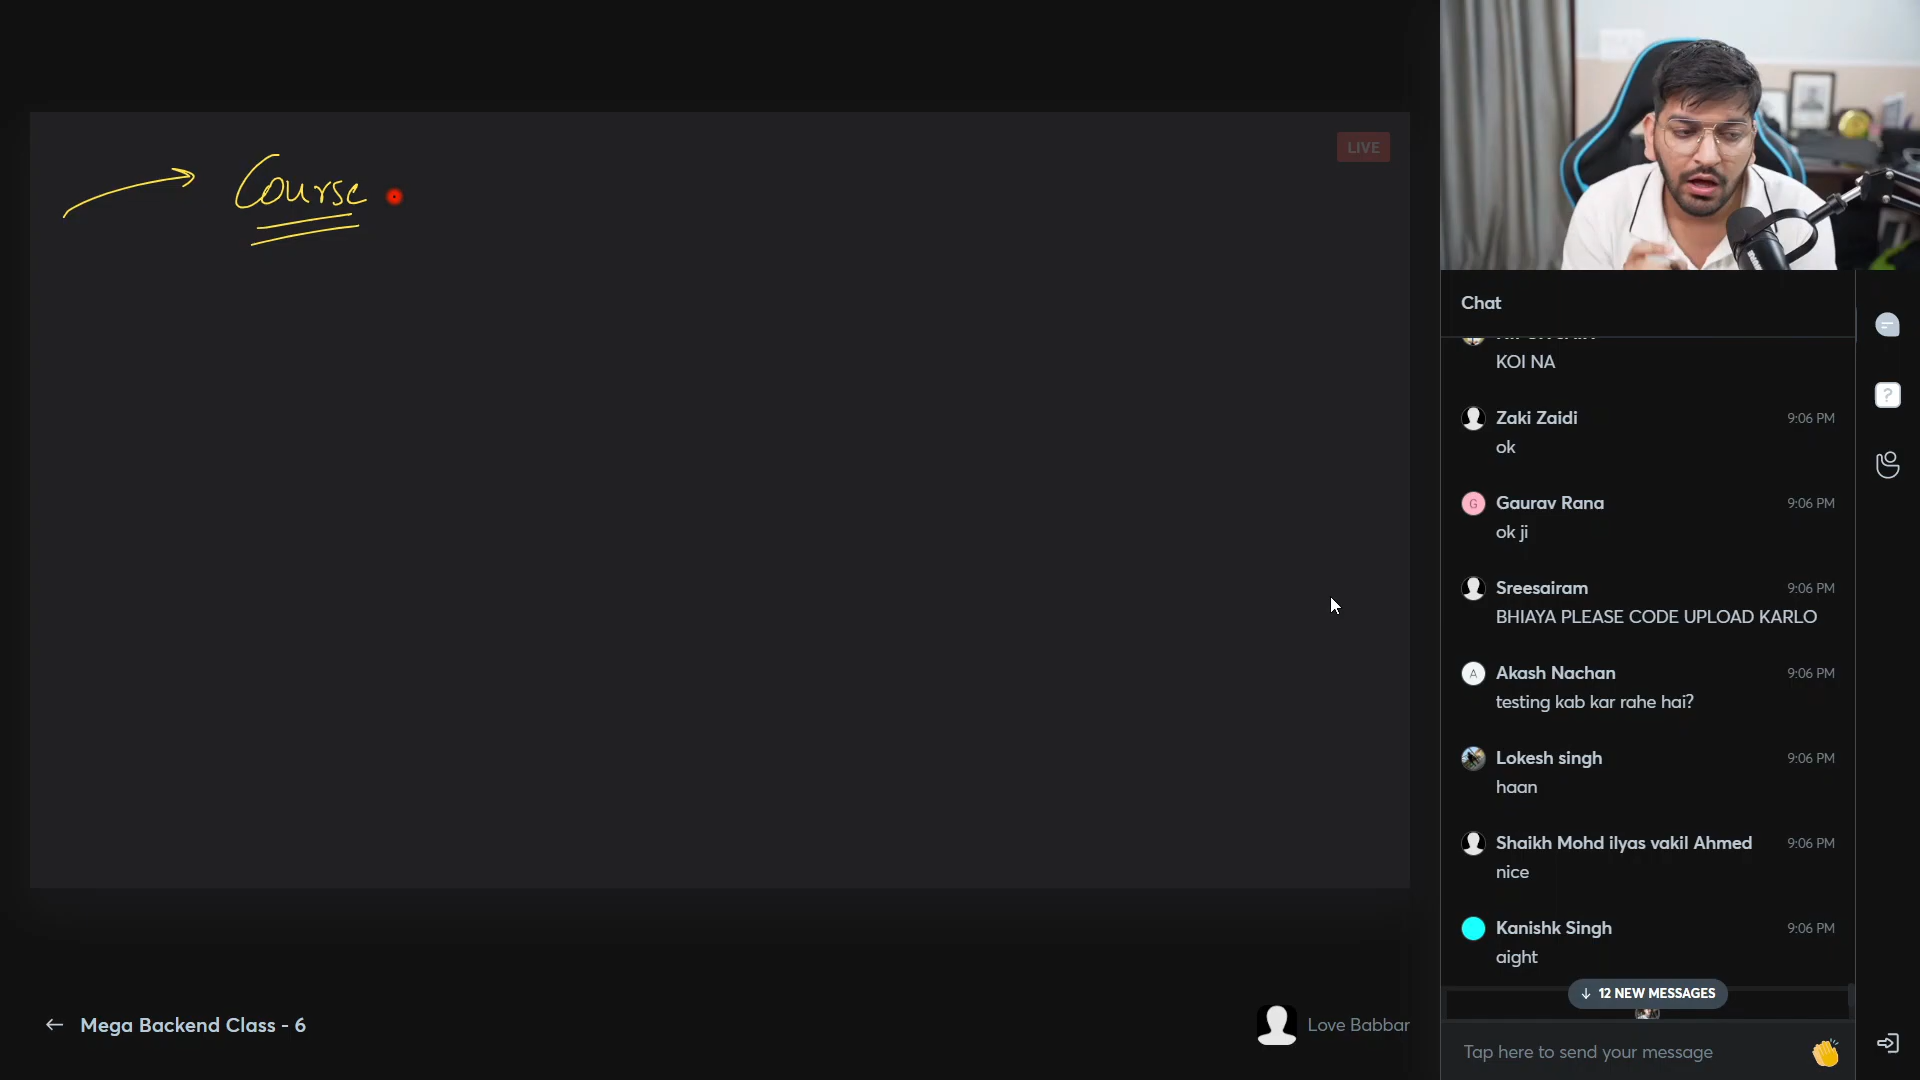 LIVE
Course
Chat
KOI NA
Zaki Zaidi 9:06 PM
ok
G Gaurav Rana 9:06 PM
ok ji
Sreesairam 9:06 PM
BHIAYA PLEASE CODE UPLOAD KARLO
A Akash Nachan 9:06 PM
testing kab kar rahe hai?
Lokesh singh 9:06 PM
haan
Shaikh Mohd ilyas vakil Ahmed 9:06 PM
nice
Kanishk Singh 9:06 PM
aight
↓ 12 NEW MESSAGES
Tap here to send your message
← Mega Backend Class - 6
Love Babbar